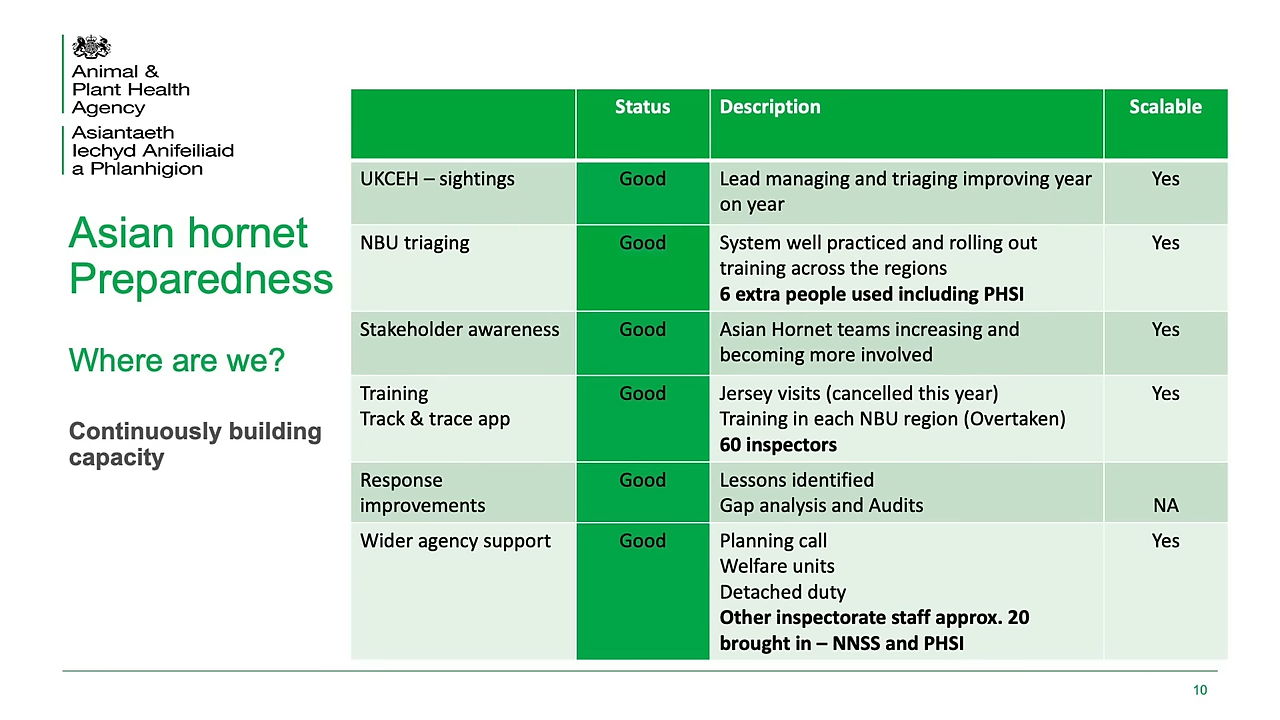 Animal &
Plant Health
Agency
Asiantaeth
Iechyd Anifeiliaid
a Phlanhigion
Asian hornet
Preparedness
Where are we?
Continuously building
capacity
Status Description Scalable
UKCEH – sightings Good Lead managing and triaging improving year Yes
on year
NBU triaging Good System well practiced and rolling out Yes
training across the regions
6 extra people used including PHSI
Stakeholder awareness Good Asian Hornet teams increasing and Yes
becoming more involved
Training Good Jersey visits (cancelled this year) Yes
Track & trace app Training in each NBU region (Overtaken)
60 inspectors
Response Good Lessons identified
improvements Gap analysis and Audits NA
Wider agency support Good Planning call Yes
Welfare units
Detached duty
Other inspectorate staff approx. 20
brought in – NNSS and PHSI
10